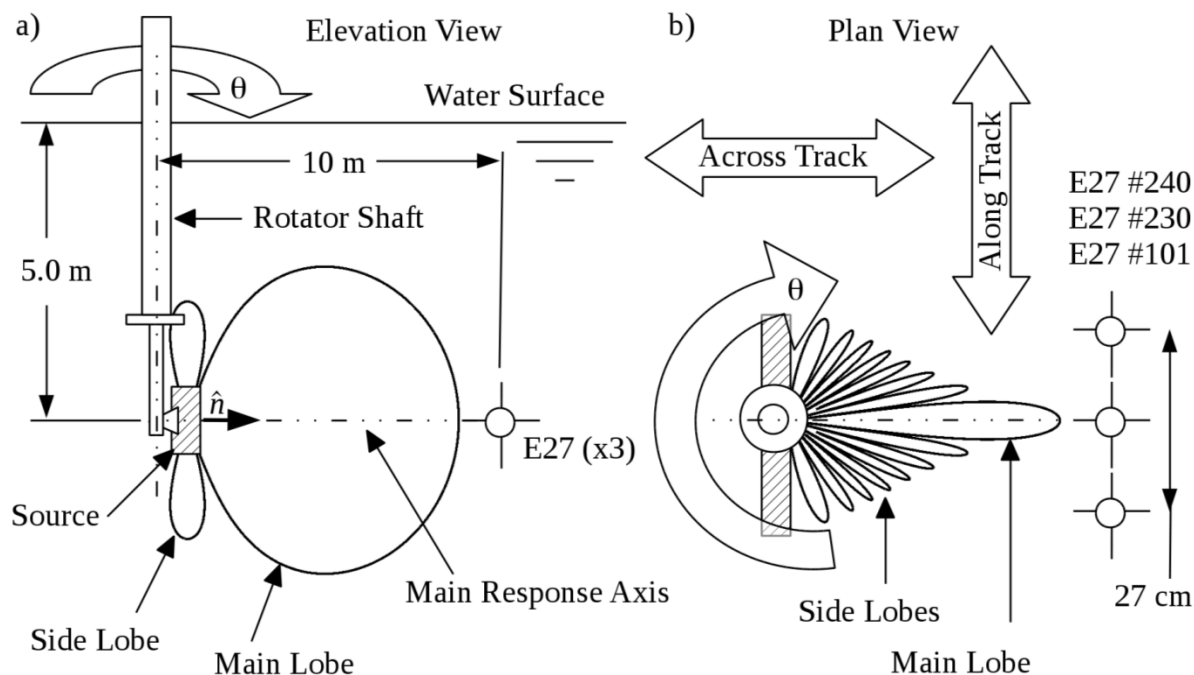 a)
Elevation View
θ
Water Surface
10 m
Rotator Shaft
5.0 m
n̂
E27 (x3)
Source
Main Response Axis
Side Lobe
Main Lobe
b)
Plan View
Across Track
Along Track
E27 #240
E27 #230
E27 #101
θ
Side Lobes
27 cm
Main Lobe